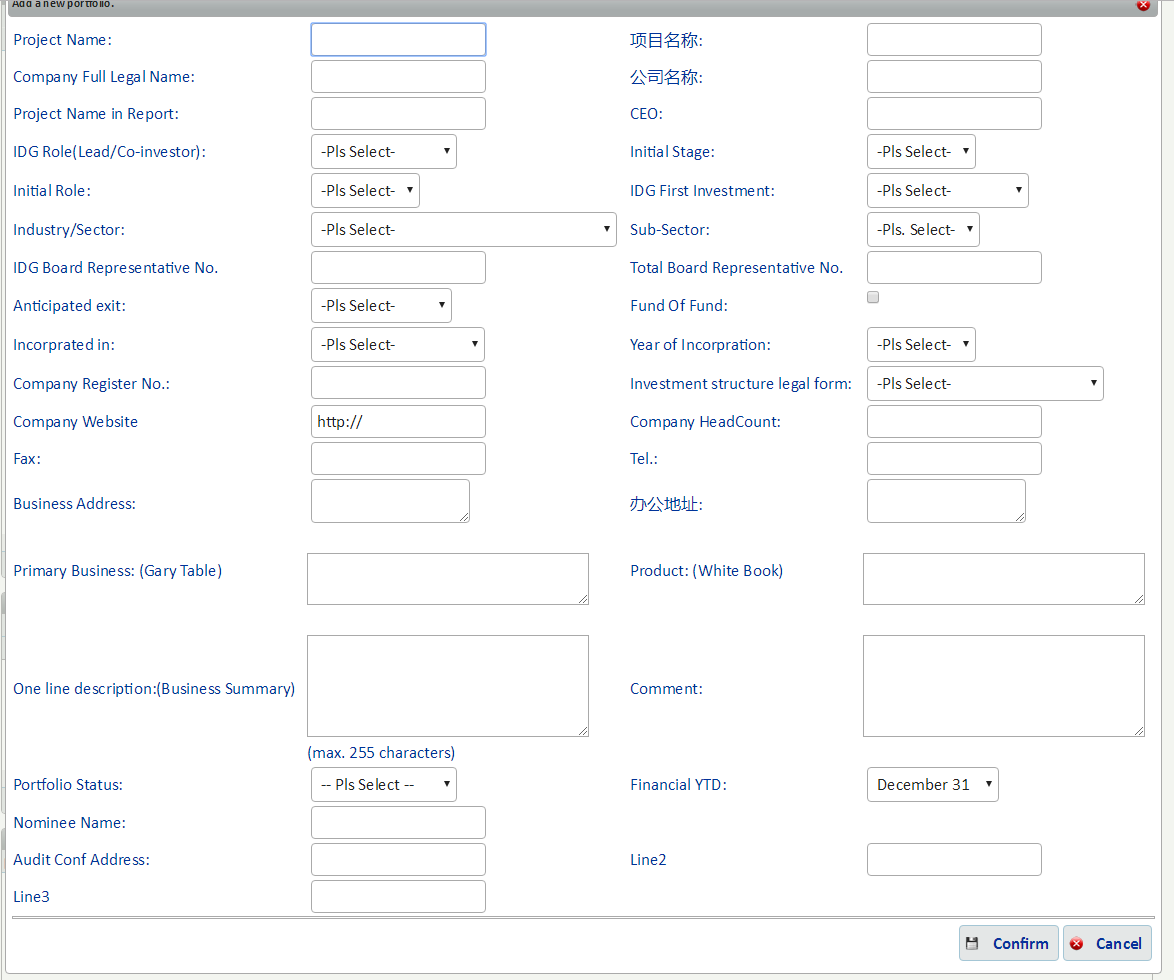 Add a new portfolio.
Project Name:
项目名称:
Company Full Legal Name:
公司名称:
Project Name in Report:
CEO:
IDG Role(Lead/Co-investor):
-Pls Select-
Initial Stage:
-Pls Select-
Initial Role:
-Pls Select-
IDG First Investment:
-Pls Select-
Industry/Sector:
-Pls Select-
Sub-Sector:
-Pls. Select-
IDG Board Representative No.
Total Board Representative No.
Anticipated exit:
-Pls Select-
Fund Of Fund:
Incorprated in:
-Pls Select-
Year of Incorpration:
-Pls Select-
Company Register No.:
Investment structure legal form:
-Pls Select-
Company Website
http://
Company HeadCount:
Fax:
Tel.:
Business Address:
办公地址:
Primary Business: (Gary Table)
Product: (White Book)
One line description:(Business Summary)
Comment:
(max. 255 characters)
Portfolio Status:
-- Pls Select --
Financial YTD:
December 31
Nominee Name:
Audit Conf Address:
Line2
Line3
Confirm
Cancel